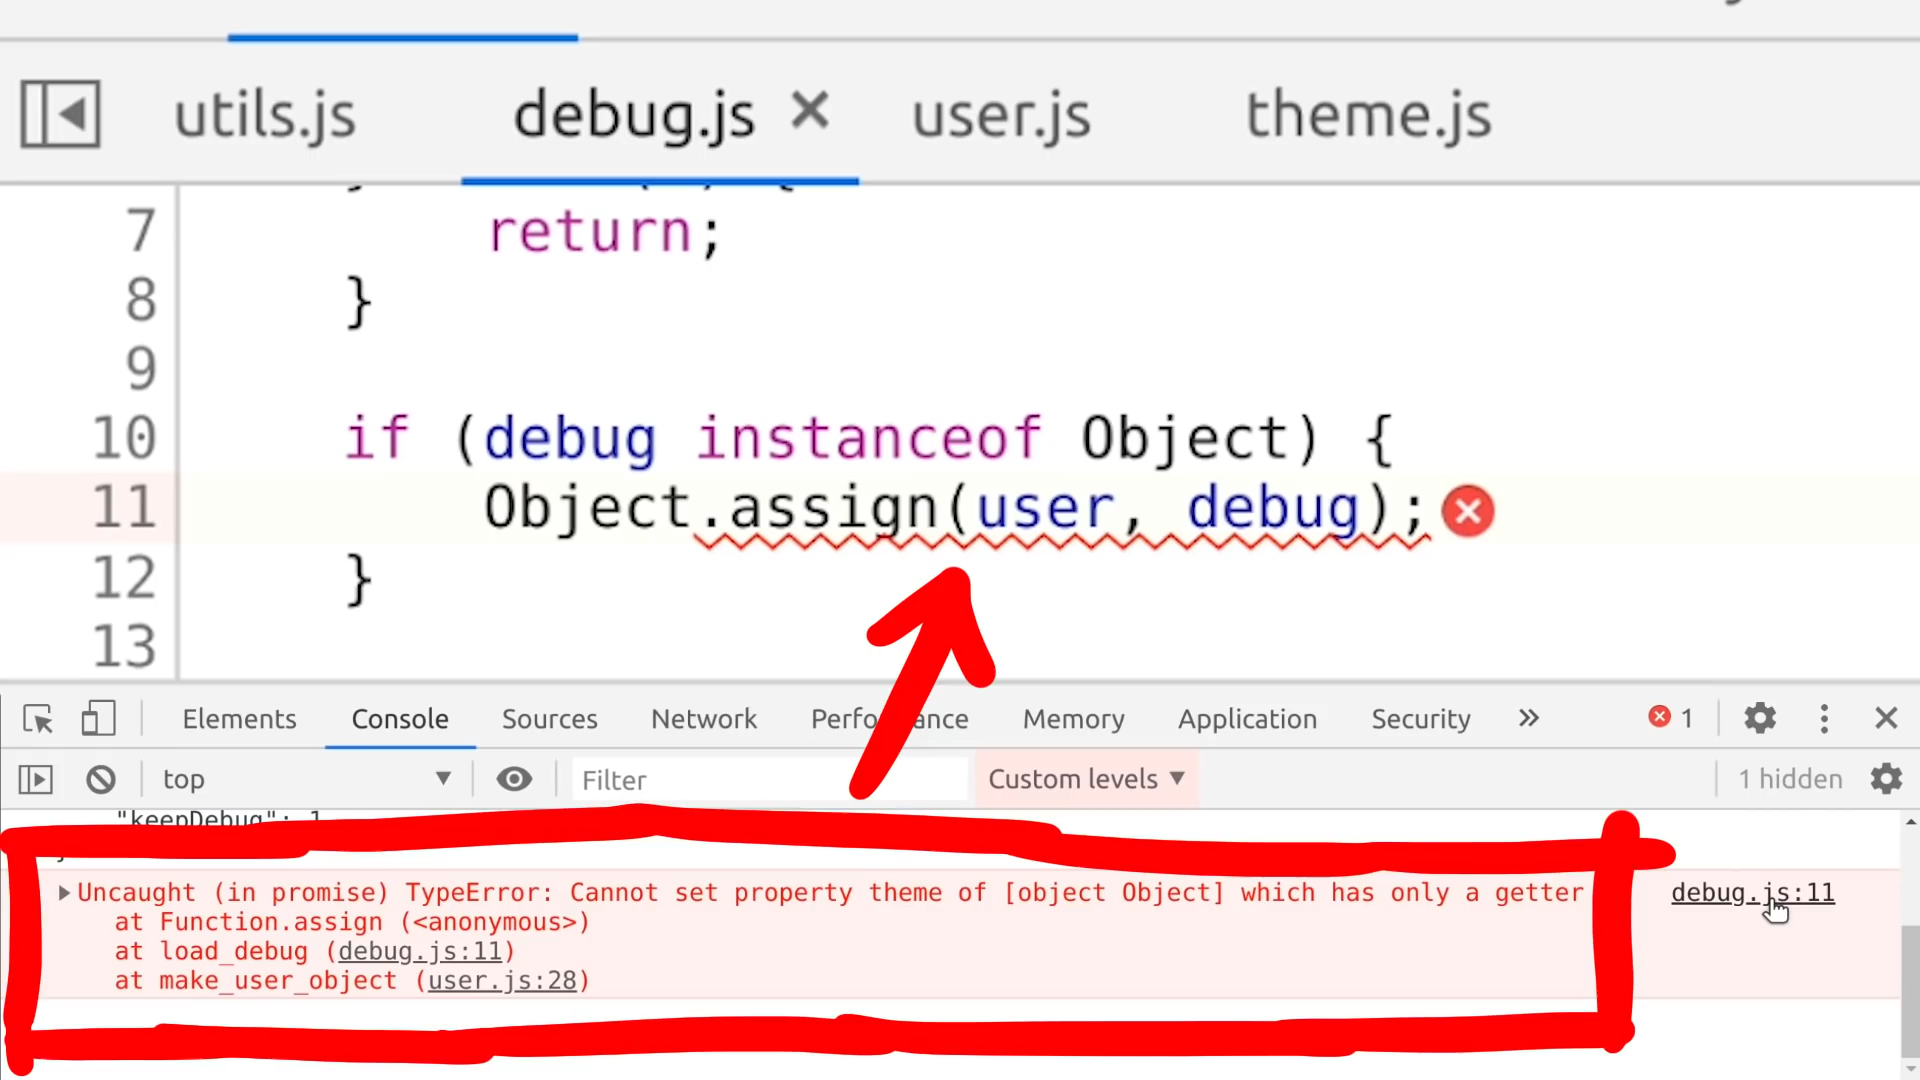 utils.js debug.js × user.js theme.js
7 return;
8 }
9
10 if (debug instanceof Object) {
11 Object.assign(user, debug);
12 }
13
Elements Console Sources Network Performance Memory Application Security » 1
top Filter Custom levels 1 hidden
"keepDebug": 1
Uncaught (in promise) TypeError: Cannot set property theme of [object Object] which has only a getter debug.js:11
at Function.assign (<anonymous>)
at load_debug (debug.js:11)
at make_user_object (user.js:28)